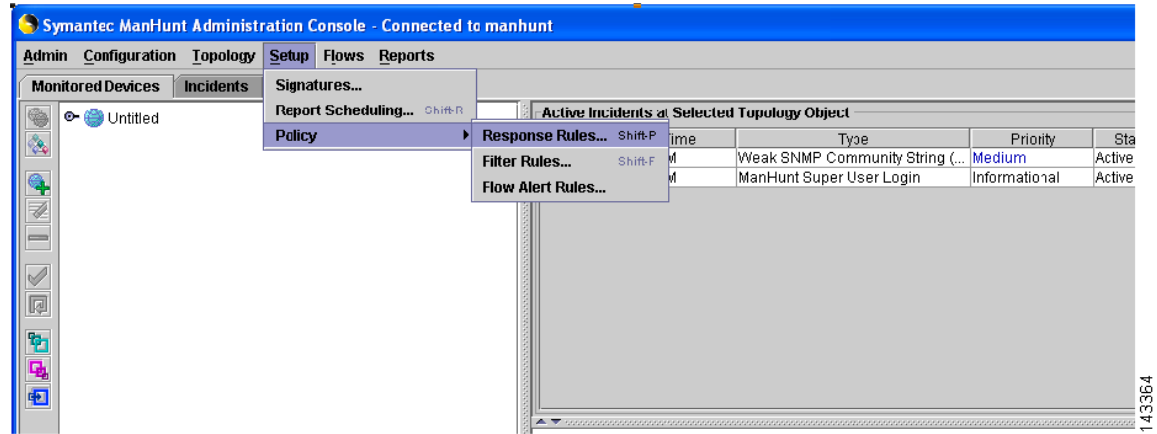 Symantec ManHunt Administration Console - Connected to manhunt
Admin Configuration Topology Setup Flows Reports
Monitored Devices Incidents
Signatures...
Report Scheduling... Shift-R
Policy
Untitled
Response Rules... Shift-P
Filter Rules... Shift-F
Flow Alert Rules...
Active Incidents at Selected Topology Object
ime Type Priority Sta
M Weak SNMP Community String (... Medium Active
M ManHunt Super User Login Informational Active
143364